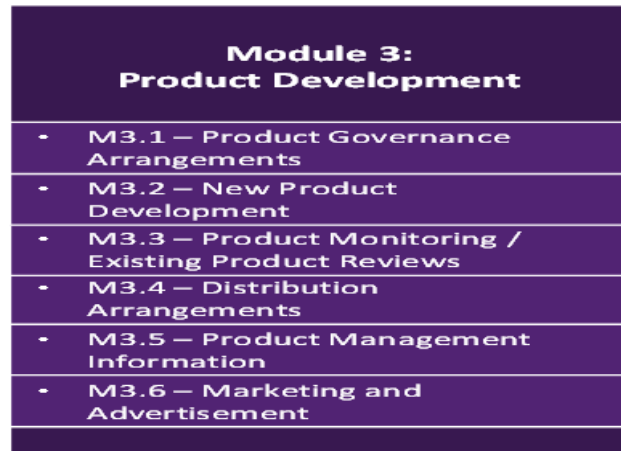 Module 3:
Product Development
• M3.1 – Product Governance
Arrangements
• M3.2 – New Product
Development
• M3.3 – Product Monitoring /
Existing Product Reviews
• M3.4 – Distribution
Arrangements
• M3.5 – Product Management
Information
• M3.6 – Marketing and
Advertisement